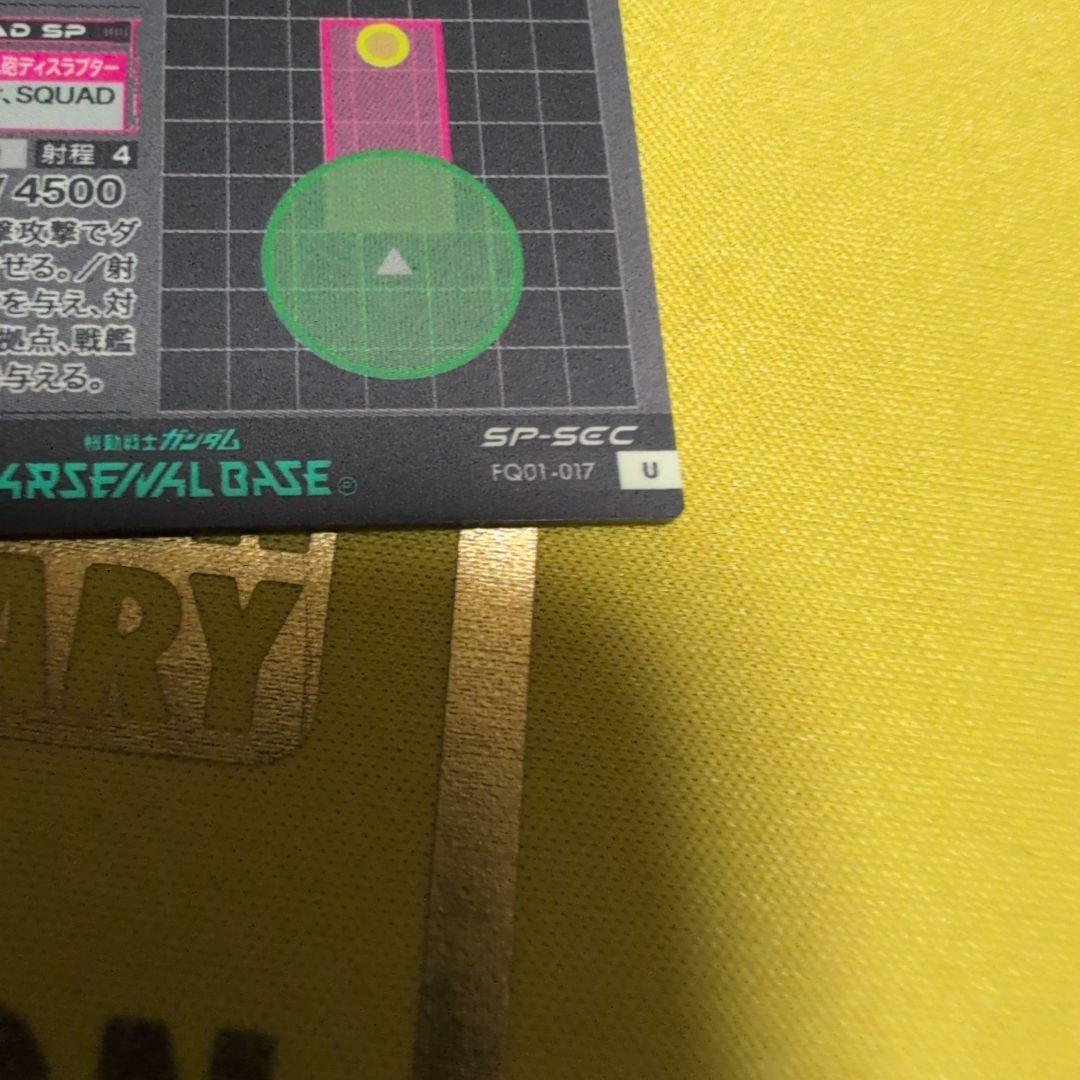 AD SP
砲ディスラプター
、SQUAD
射程 4
/4500
撃攻撃でダ
せる。／射
を与え、対
拠点、戦艦
与える。
機動戦士ガンダム
ARSENAL BASE
SP-SEC
FQ01-017 U
ARY